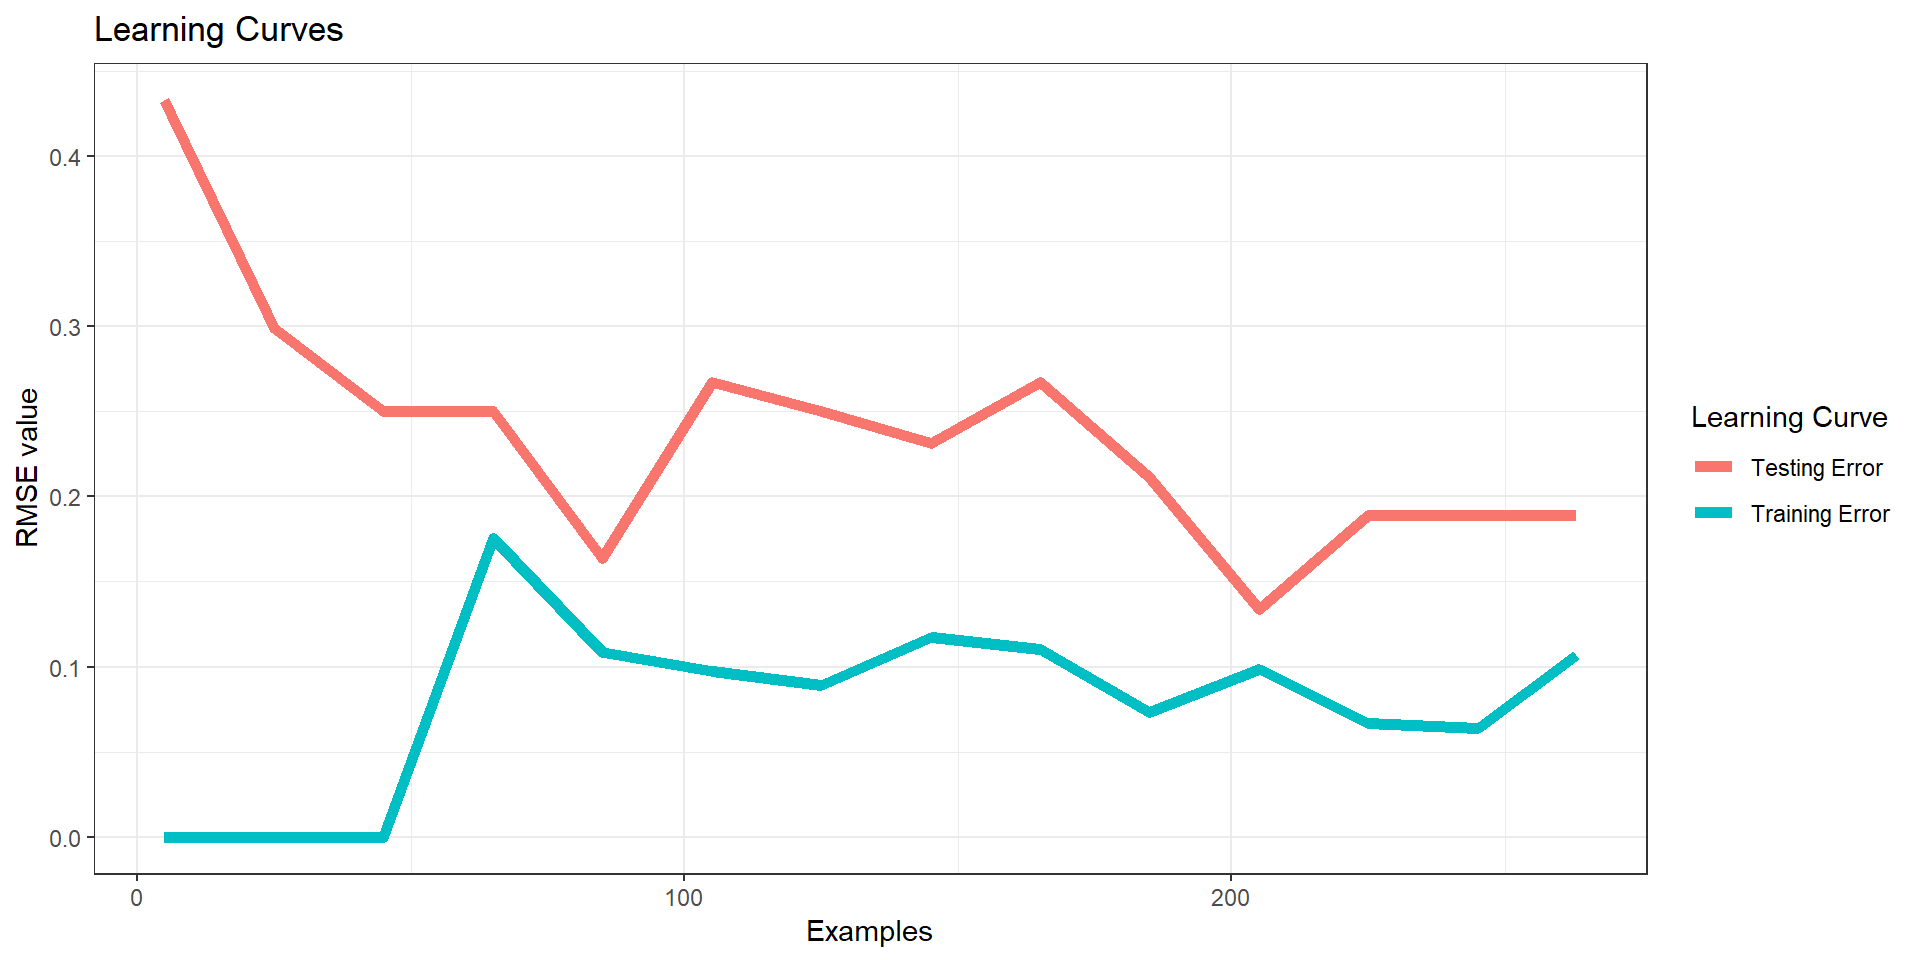 Learning Curves
RMSE value
0.4
0.3
0.2
0.1
0.0
0
100
200
Examples
Learning Curve
Testing Error
Training Error